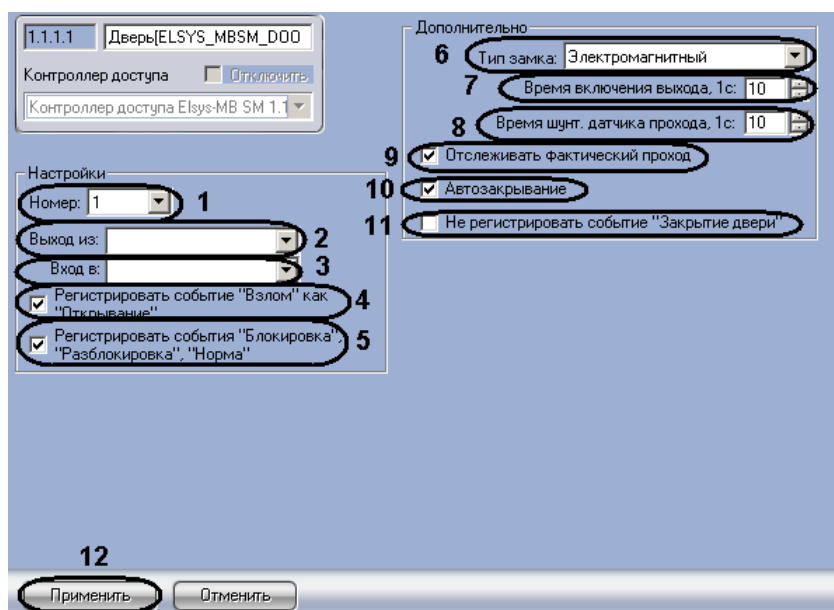 1.1.1.1 Дверь[ELSYS_MBSM_DOO
Контроллер доступа Отключить
Контроллер доступа Elsys-MB SM 1.1
Настройки
Номер: 1 1
Выход из: 2
Вход в: 3
Регистрировать событие "Взлом" как
"Открывание" 4
Регистрировать события "Блокировка",
"Разблокировка", "Норма" 5
Дополнительно
6 Тип замка: Электромагнитный
7 Время включения выхода, 1с: 10
8 Время шунт. датчика прохода, 1с: 10
9 Отслеживать фактический проход
10 Автозакрывание
11 Не регистрировать событие "Закрытие двери"
12
Применить Отменить